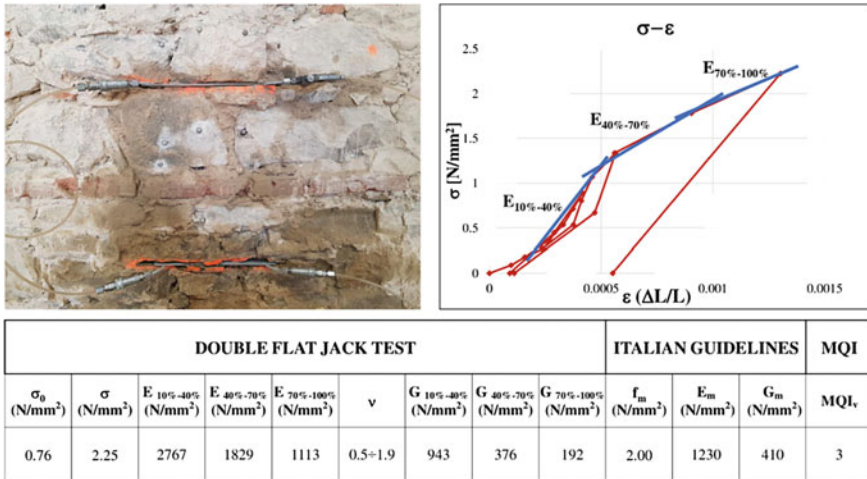 σ−ε
2.5
2
1.5
1
0.5
0
σ [N/mm²]
E 70%-100%
E 40%-70%
E 10%-40%
0 0.0005 0.001 0.0015
ε (ΔL/L)
DOUBLE FLAT JACK TEST ITALIAN GUIDELINES MQI
σ₀ (N/mm²) σ (N/mm²) E 10%-40% (N/mm²) E 40%-70% (N/mm²) E 70%-100% (N/mm²) ν G 10%-40% (N/mm²) G 40%-70% (N/mm²) G 70%-100% (N/mm²) fₘ (N/mm²) Eₘ (N/mm²) Gₘ (N/mm²) MQIᵥ
0.76 2.25 2767 1829 1113 0.5÷1.9 943 376 192 2.00 1230 410 3